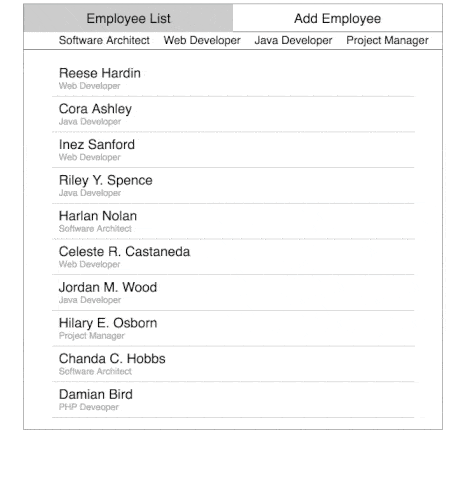 Employee List Add Employee
Software Architect Web Developer Java Developer Project Manager
Reese Hardin
Web Developer
Cora Ashley
Java Developer
Inez Sanford
Web Developer
Riley Y. Spence
Java Developer
Harlan Nolan
Software Architect
Celeste R. Castaneda
Web Developer
Jordan M. Wood
Java Developer
Hilary E. Osborn
Project Manager
Chanda C. Hobbs
Software Architect
Damian Bird
PHP Deveoper